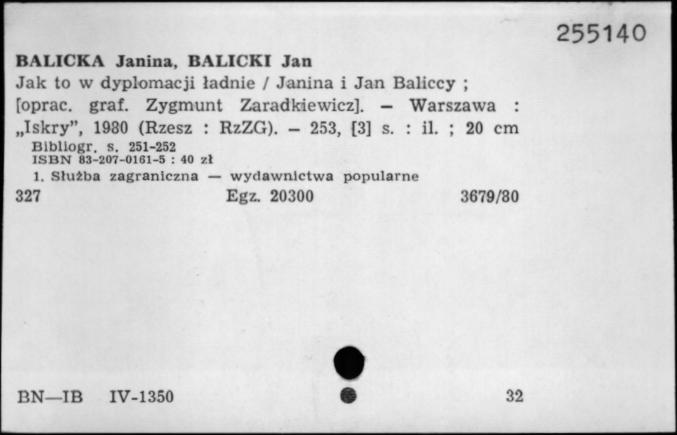 255140
BALICKA Janina, BALICKI Jan
Jak to w dyplomacji ładnie / Janina i Jan Baliccy ;
[oprac. graf. Zygmunt Zaradkiewicz]. — Warszawa :
„Iskry”, 1980 (Rzesz : RzZG). — 253, [3] s. : il. ; 20 cm
Bibliogr. s. 251-252
ISBN 83-207-0161-5 : 40 zł
1. Służba zagraniczna — wydawnictwa popularne
327 Egz. 20300 3679/80
BN—IB IV-1350 32